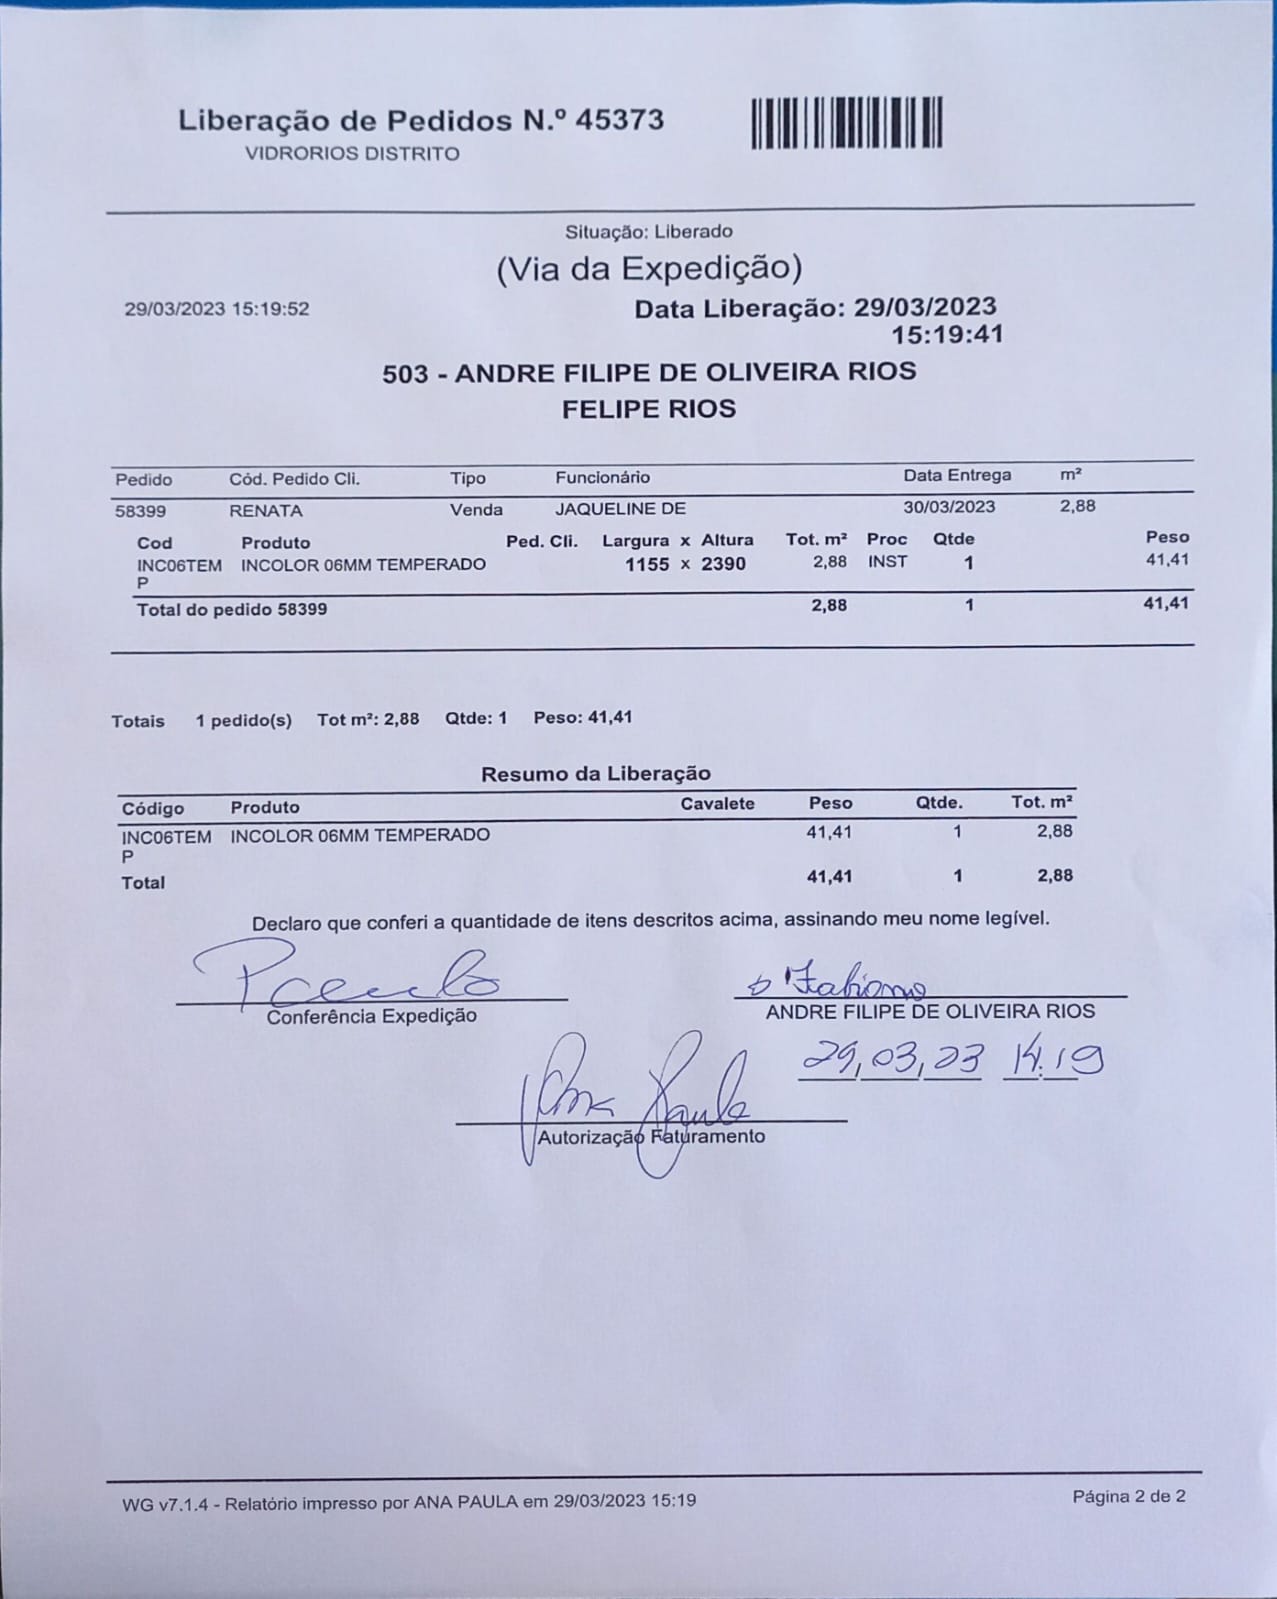 Liberação de Pedidos N.º 45373
VIDRORIOS DISTRITO
Situação: Liberado
(Via da Expedição)
29/03/2023 15:19:52
Data Liberação: 29/03/2023
15:19:41
503 - ANDRE FILIPE DE OLIVEIRA RIOS
FELIPE RIOS
Pedido Cód. Pedido Cli. Tipo Funcionário Data Entrega m²
58399 RENATA Venda JAQUELINE DE 30/03/2023 2,88
Cod Produto Ped. Cli. Largura x Altura Tot. m² Proc Qtde Peso
INC06TEM INCOLOR 06MM TEMPERADO 1155 x 2390 2,88 INST 1 41,41
P
Total do pedido 58399 2,88 1 41,41
Totais 1 pedido(s) Tot m²: 2,88 Qtde: 1 Peso: 41,41
Resumo da Liberação
Código Produto Cavalete Peso Qtde. Tot. m²
INC06TEM INCOLOR 06MM TEMPERADO 41,41 1 2,88
P
Total 41,41 1 2,88
Declaro que conferi a quantidade de itens descritos acima, assinando meu nome legível.
Fabiano
Conferência Expedição ANDRE FILIPE DE OLIVEIRA RIOS
29,03,23 14:19
Ana Paula
Autorização Faturamento
WG v7.1.4 - Relatório impresso por ANA PAULA em 29/03/2023 15:19 Página 2 de 2